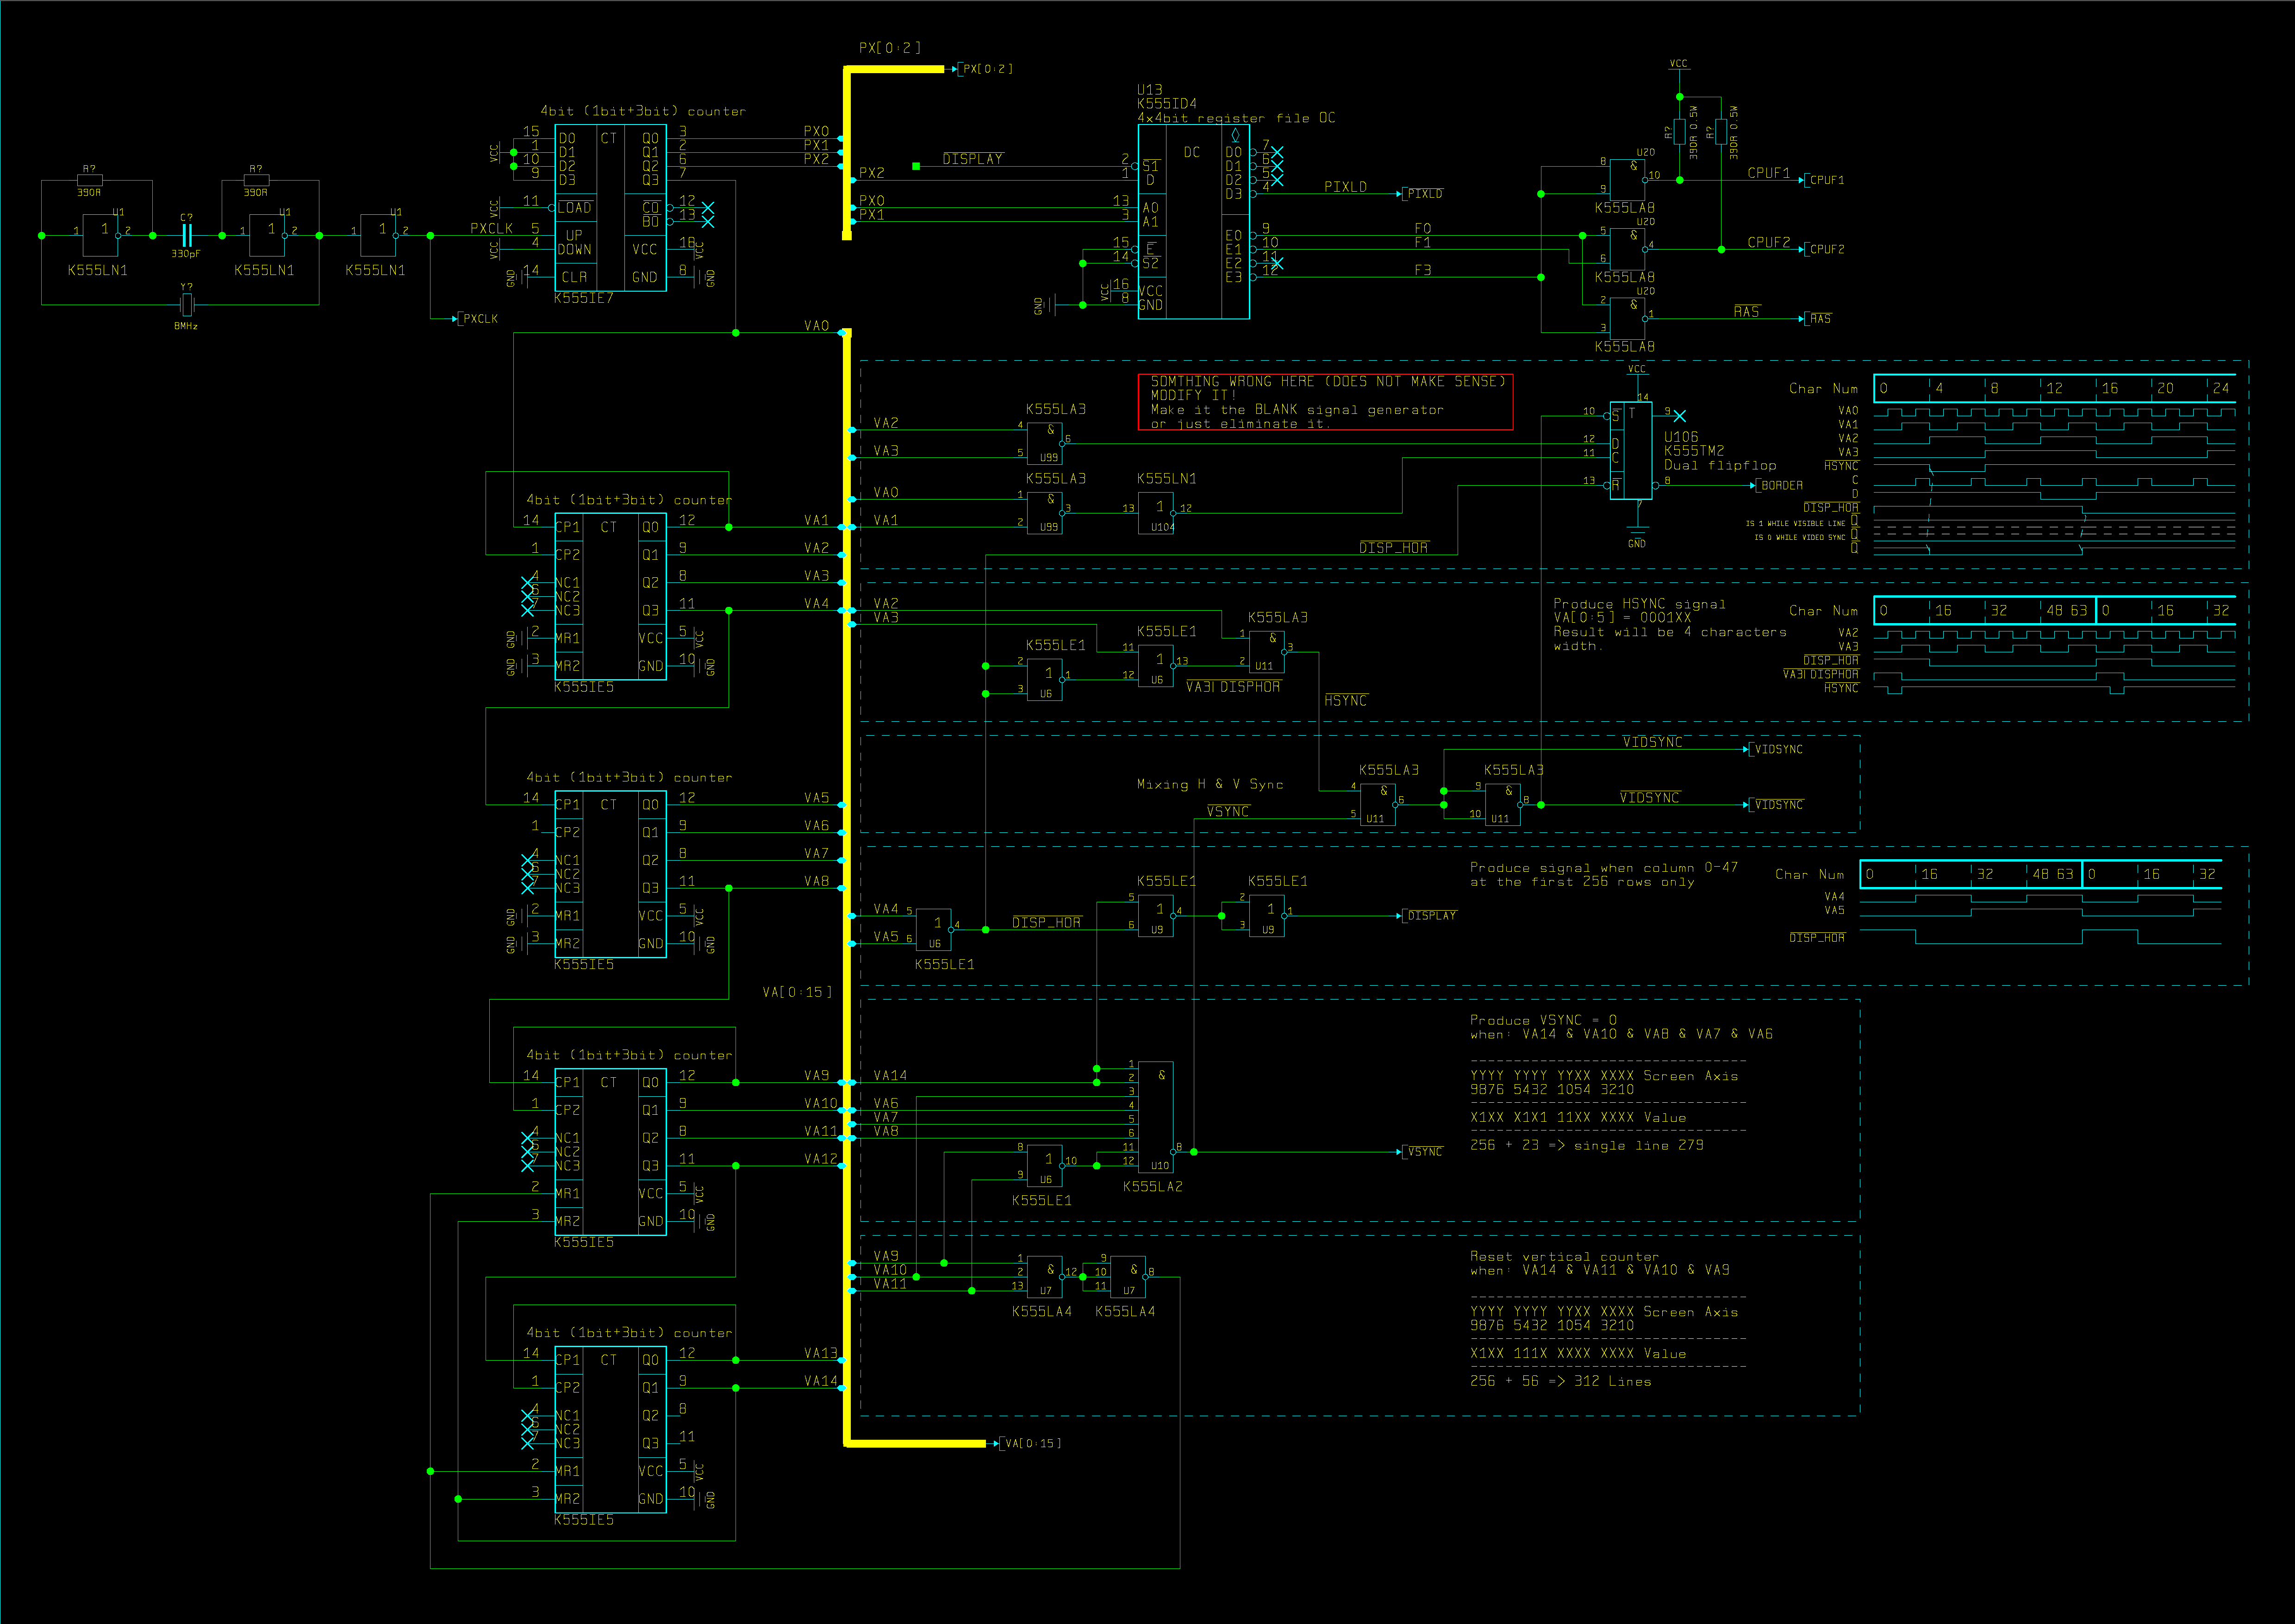 PX[0:2]
PX[0:2]
4bit (1bit+3bit) counter
15 D0 CT Q0 3 PX0
1 D1 Q1 2 PX1
10 D2 Q2 6 PX2
9 D3 Q3 7
VCC
11 LOAD CO 12
VCC
BO 13
PXCLK 5 UP
VCC 4 DOWN VCC 16 VCC
GND 14 CLR GND 8 GND
K555IE7
R?
390R
R?
390R
U1
1 1 2
K555LN1
C?
330pF
U1
1 1 2
K555LN1
U1
1 1 2
K555LN1
Y?
8MHz
PXCLK
U13
K555ID4
4x4bit register file OC
DISPLAY 2 S1 DC D0 7
PX2 1 D D1 6
D2 5
PX0 13 A0 D3 4 PIXLD PIXLD
PX1 3 A1
15 E E0 9 F0
14 S2 E1 10 F1
E2 11
E3 12 F3
VCC 16 VCC
GND 8 GND
VCC
R? 390R 0.5W
R? 390R 0.5W
U20
8 & 10 CPUF1 CPUF1
9
K555LA8
U20
5 & 4 CPUF2 CPUF2
6
K555LA8
U20
2 & 1 RAS RAS
3
K555LA8
VA0
SOMTHING WRONG HERE (DOES NOT MAKE SENSE)
MODIFY IT!
Make it the BLANK signal generator
or just eliminate it.
K555LA3
VA2 4 & 6
VA3 5 U99
K555LA3
VA0 1 & 3
VA1 2 U99
K555LN1
13 1 12
U104
VCC
14
10 S T 9
12 D
11 C
13 R 8 BORDER
7
GND
U106
K555TM2
Dual flipflop
DISP_HOR
Char Num 0 4 8 12 16 20 24
VA0
VA1
VA2
VA3
HSYNC
C
D
DISP_HOR
IS 1 WHILE VISIBLE LINE Q
IS 0 WHILE VIDEO SYNC Q
Q
4bit (1bit+3bit) counter
14 CP1 CT Q0 12 VA1
1 CP2 Q1 9 VA2
4 NC1 Q2 8 VA3
6 NC2
7 NC3 Q3 11 VA4
GND 2 MR1 VCC 5 VCC
GND 3 MR2 GND 10 GND
K555IE5
VA2
VA3
K555LE1
2 1 1
3 U6
K555LE1
11 1 13
12 U6
VA3|DISPHOR
K555LA3
1 & 3
2 U11
HSYNC
Produce HSYNC signal
VA[0:5] = 0001XX
Result will be 4 characters
width.
Char Num 0 16 32 48 63 0 16 32
VA2
VA3
DISP_HOR
VA3|DISPHOR
HSYNC
Mixing H & V Sync
VSYNC
K555LA3
4 & 6
5 U11
K555LA3
9 & 8
10 U11
VIDSYNC VIDSYNC
VIDSYNC VIDSYNC
4bit (1bit+3bit) counter
14 CP1 CT Q0 12 VA5
1 CP2 Q1 9 VA6
4 NC1 Q2 8 VA7
6 NC2
7 NC3 Q3 11 VA8
GND 2 MR1 VCC 5 VCC
GND 3 MR2 GND 10 GND
K555IE5
VA4 5 1 4
VA5 6 U6
K555LE1
DISP_HOR
K555LE1
5 1 4
6 U9
K555LE1
2 1 1
3 U9
DISPLAY
Produce signal when column 0-47
at the first 256 rows only
Char Num 0 16 32 48 63 0 16 32
VA4
VA5
DISP_HOR
VA[0:15]
4bit (1bit+3bit) counter
14 CP1 CT Q0 12 VA9
1 CP2 Q1 9 VA10
4 NC1 Q2 8 VA11
6 NC2
7 NC3 Q3 11 VA12
2 MR1 VCC 5 VCC
3 MR2 GND 10 GND
K555IE5
VA14
VA6
VA7
VA8
1
2 &
3
4
5
6
11 8
12 U10
K555LA2
8 1 10
9 U6
K555LE1
VSYNC
Produce VSYNC = 0
when: VA14 & VA10 & VA8 & VA7 & VA6
--------------------------------
YYYY YYYY YYXX XXXX Screen Axis
9876 5432 1054 3210
--------------------------------
X1XX X1X1 11XX XXXX Value
--------------------------------
256 + 23 => single line 279
VA9 1 & 12
VA10 2
VA11 13 U7
K555LA4
9 & 8
10
11 U7
K555LA4
Reset vertical counter
when: VA14 & VA11 & VA10 & VA9
--------------------------------
YYYY YYYY YYXX XXXX Screen Axis
9876 5432 1054 3210
--------------------------------
X1XX 111X XXXX XXXX Value
--------------------------------
256 + 56 => 312 Lines
4bit (1bit+3bit) counter
14 CP1 CT Q0 12 VA13
1 CP2 Q1 9 VA14
4 NC1 Q2 8
6 NC2
7 NC3 Q3 11
2 MR1 VCC 5 VCC
3 MR2 GND 10 GND
K555IE5
VA[0:15]